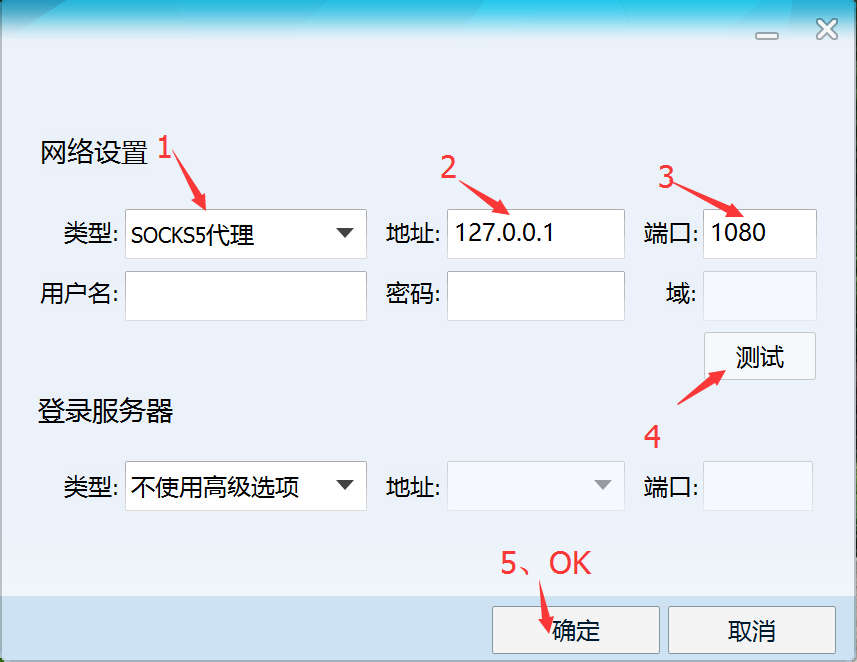 网络设置 1
2
3
类型: SOCKS5代理 地址: 127.0.0.1 端口: 1080
用户名: 密码: 域:
测试
4
登录服务器
类型: 不使用高级选项 地址: 端口:
5、OK
确定 取消